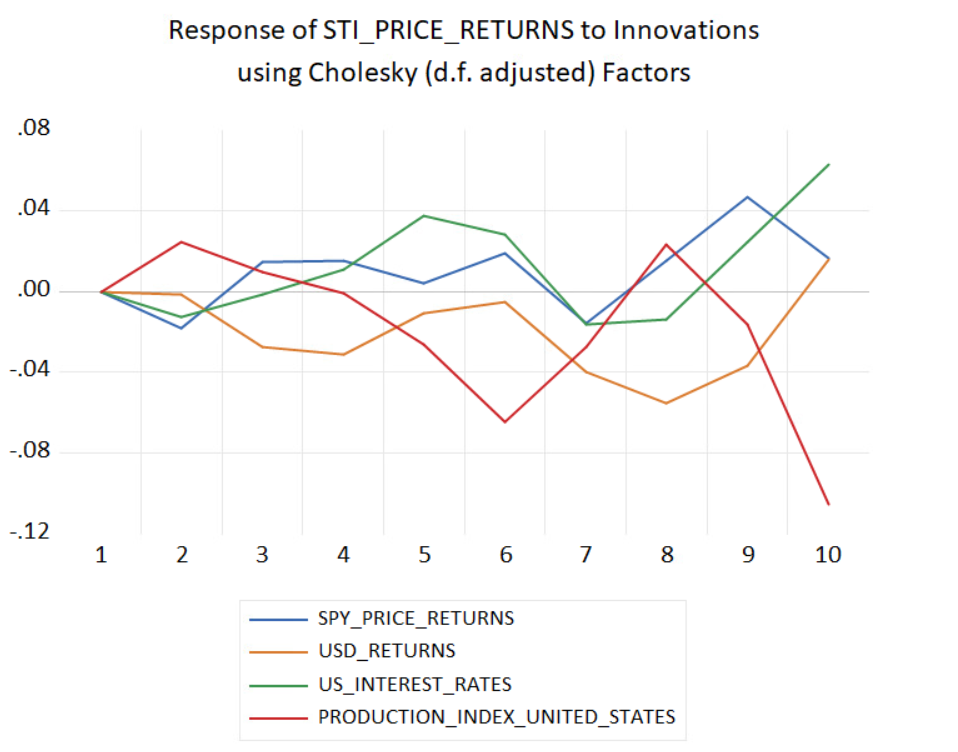 Response of STI_PRICE_RETURNS to Innovations
using Cholesky (d.f. adjusted) Factors
.08
.04
.00
-.04
-.08
-.12
1 2 3 4 5 6 7 8 9 10
SPY_PRICE_RETURNS
USD_RETURNS
US_INTEREST_RATES
PRODUCTION_INDEX_UNITED_STATES